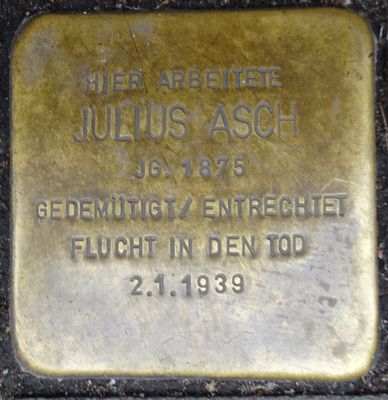 HIER ARBEITETE
JULIUS ASCH
JG. 1875
GEDEMÜTIGT/ ENTRECHTET
FLUCHT IN DEN TOD
2.1.1939